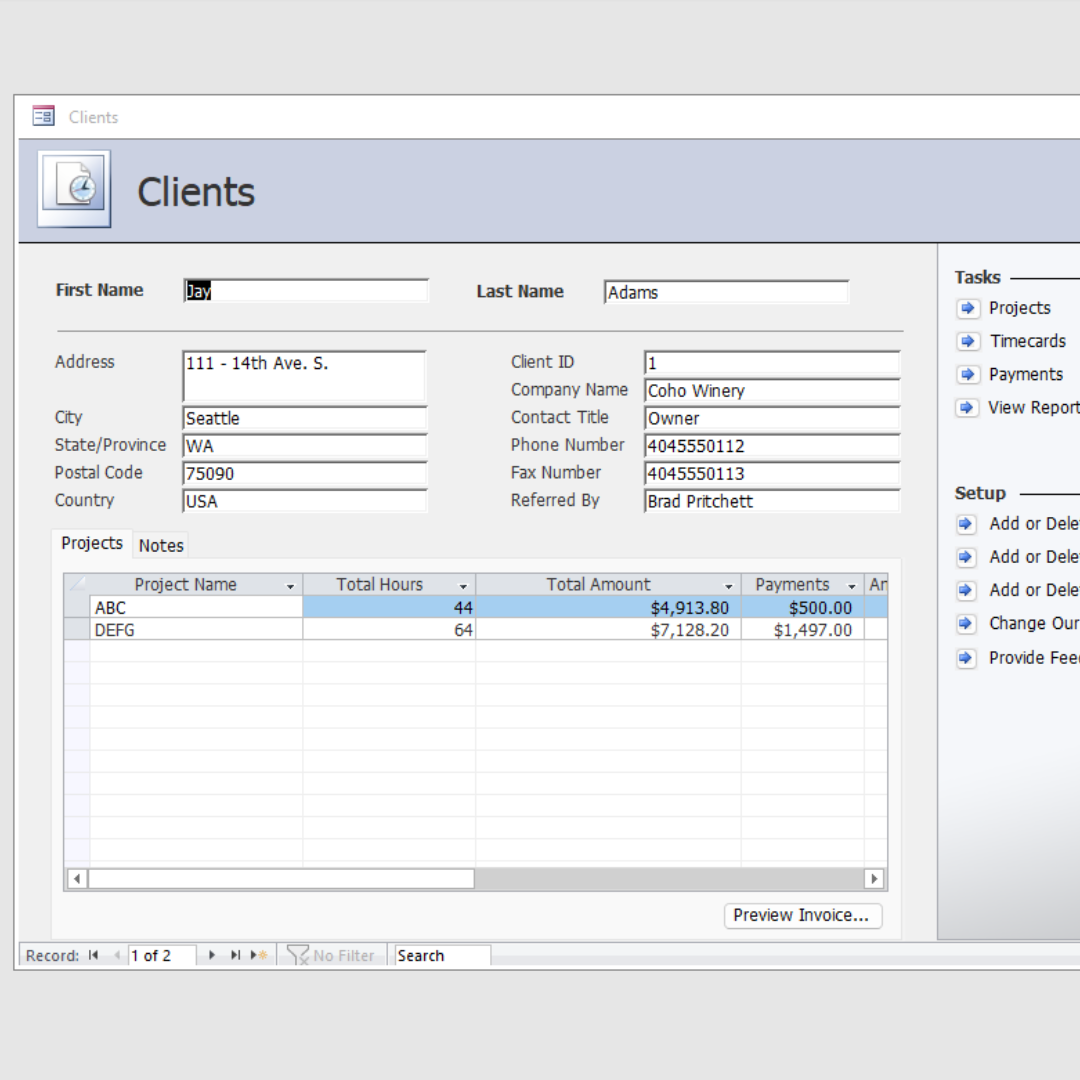 Clients
Clients
First Name Jay Last Name Adams
Address 111 - 14th Ave. S. Client ID 1
Company Name Coho Winery
City Seattle Contact Title Owner
State/Province WA Phone Number 4045550112
Postal Code 75090 Fax Number 4045550113
Country USA Referred By Brad Pritchett
Projects Notes
Project Name Total Hours Total Amount Payments An
ABC 44 $4,913.80 $500.00
DEFG 64 $7,128.20 $1,497.00
Preview Invoice...
Record: 1 of 2 No Filter Search
Tasks
Projects
Timecards
Payments
View Report
Setup
Add or Dele
Add or Dele
Add or Dele
Change Our
Provide Fee